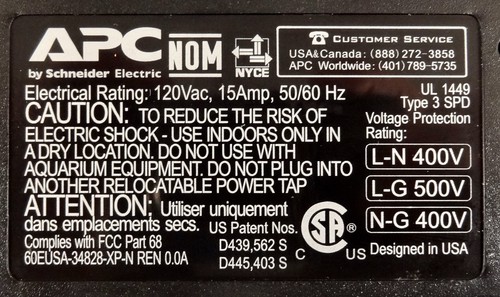 APC
by Schneider Electric
NOM
NYCE
CUSTOMER SERVICE
USA&Canada: (888) 272-3858
APC Worldwide: (401) 789-5735
Electrical Rating: 120Vac, 15Amp, 50/60 Hz
UL 1449
Type 3 SPD
CAUTION: TO REDUCE THE RISK OF
ELECTRIC SHOCK - USE INDOORS ONLY IN
A DRY LOCATION. DO NOT USE WITH
AQUARIUM EQUIPMENT. DO NOT PLUG INTO
ANOTHER RELOCATABLE POWER TAP
Voltage Protection
Rating:
L-N 400V
L-G 500V
N-G 400V
ATTENTION: Utiliser uniquement
dans emplacements secs.
Complies with FCC Part 68
60EUSA-34828-XP-N REN 0.0A
US Patent Nos.
D439,562 S
D445,403 S
C SA ® US
Designed in USA